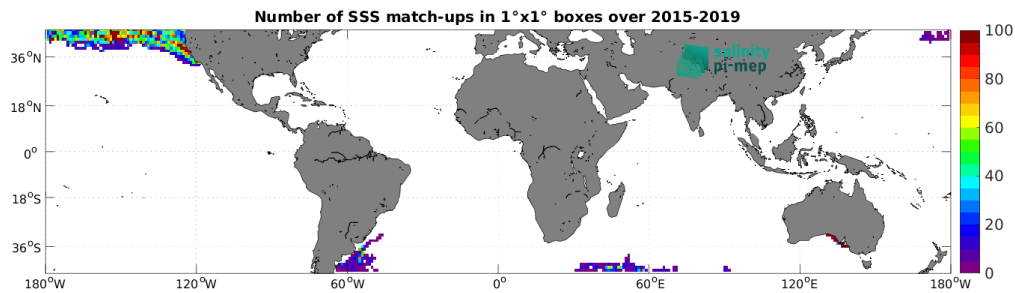 Number of SSS match-ups in 1°x1° boxes over 2015-2019
salinity
pi-mep
36°N
18°N
0°
18°S
36°S
180°W
120°W
60°W
0°
60°E
120°E
180°W
100
80
60
40
20
0